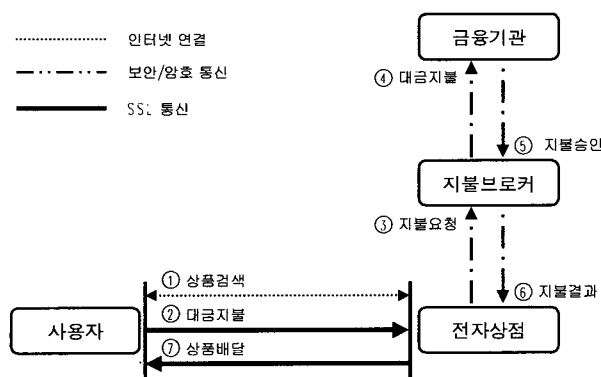 인터넷 연결
보안/암호 통신
SSL 통신
금융기관
④ 대금지불
⑤ 지불승인
지불브로커
③ 지불요청
⑥ 지불결과
① 상품검색
② 대금지불
⑦ 상품배달
사용자
전자상점